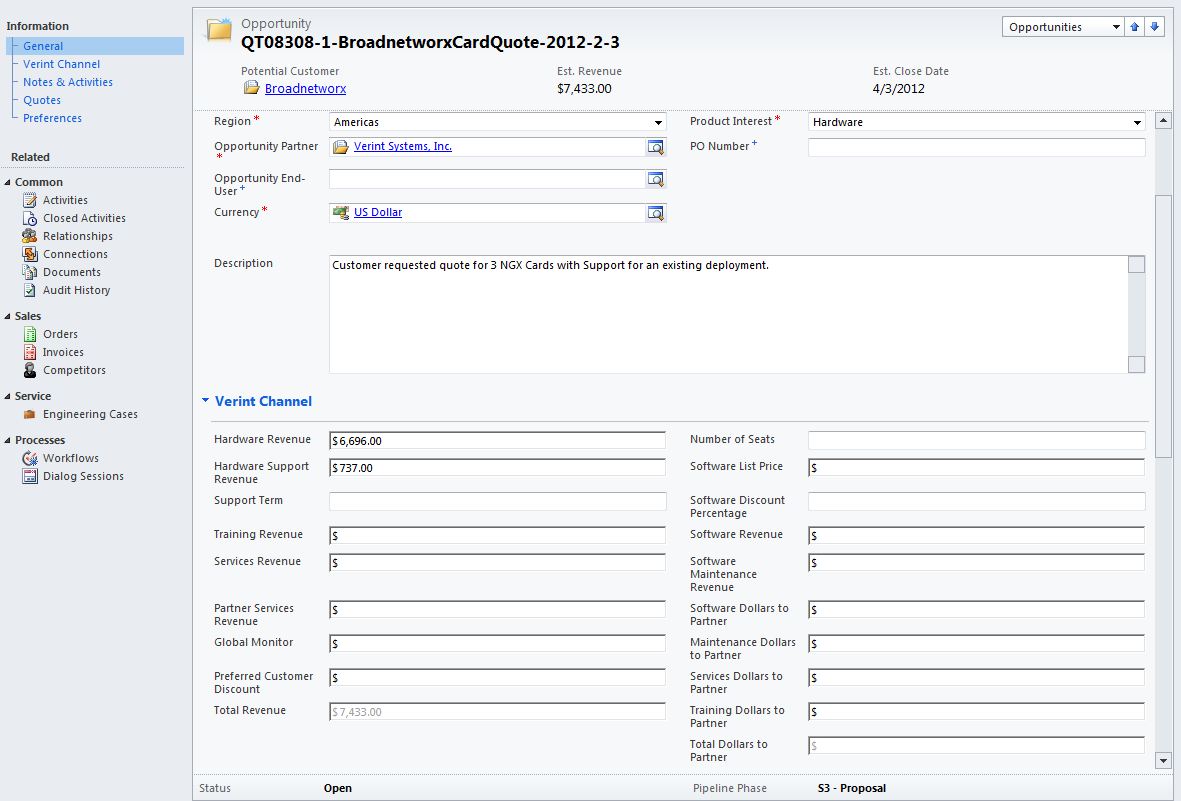 Information
General
Verint Channel
Notes & Activities
Quotes
Preferences
Related
Common
Activities
Closed Activities
Relationships
Connections
Documents
Audit History
Sales
Orders
Invoices
Competitors
Service
Engineering Cases
Processes
Workflows
Dialog Sessions
Opportunity
QT08308-1-BroadnetworxCardQuote-2012-2-3
Opportunities
Potential Customer Est. Revenue Est. Close Date
Broadnetworx $7,433.00 4/3/2012
Region * Americas Product Interest * Hardware
Opportunity Partner * Verint Systems, Inc. PO Number +
Opportunity End-
User +
Currency * US Dollar
Description Customer requested quote for 3 NGX Cards with Support for an existing deployment.
Verint Channel
Hardware Revenue $6,696.00 Number of Seats
Hardware Support
Revenue $737.00 Software List Price $
Support Term Software Discount
Percentage
Training Revenue $ Software Revenue $
Services Revenue $ Software
Maintenance
Revenue $
Partner Services
Revenue $ Software Dollars to
Partner $
Global Monitor $ Maintenance Dollars
to Partner $
Preferred Customer
Discount $ Services Dollars to
Partner $
Total Revenue $7,433.00 Training Dollars to
Partner $
Total Dollars to
Partner $
Status Open Pipeline Phase S3 - Proposal